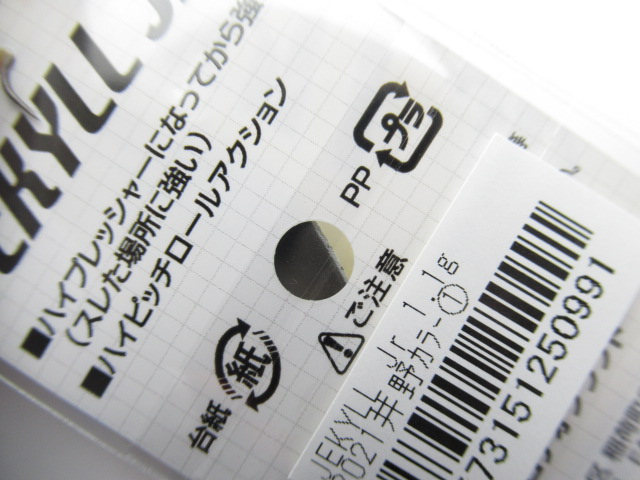 EKYLL J
■ハイプレッシャーになってから強
(スレた場所に強い)
■ハイピッチロールアクション
プラ
PP
紙
台紙
ご注意
JEKYLL Jr 1.1g
5021井野カラー①
73151250991